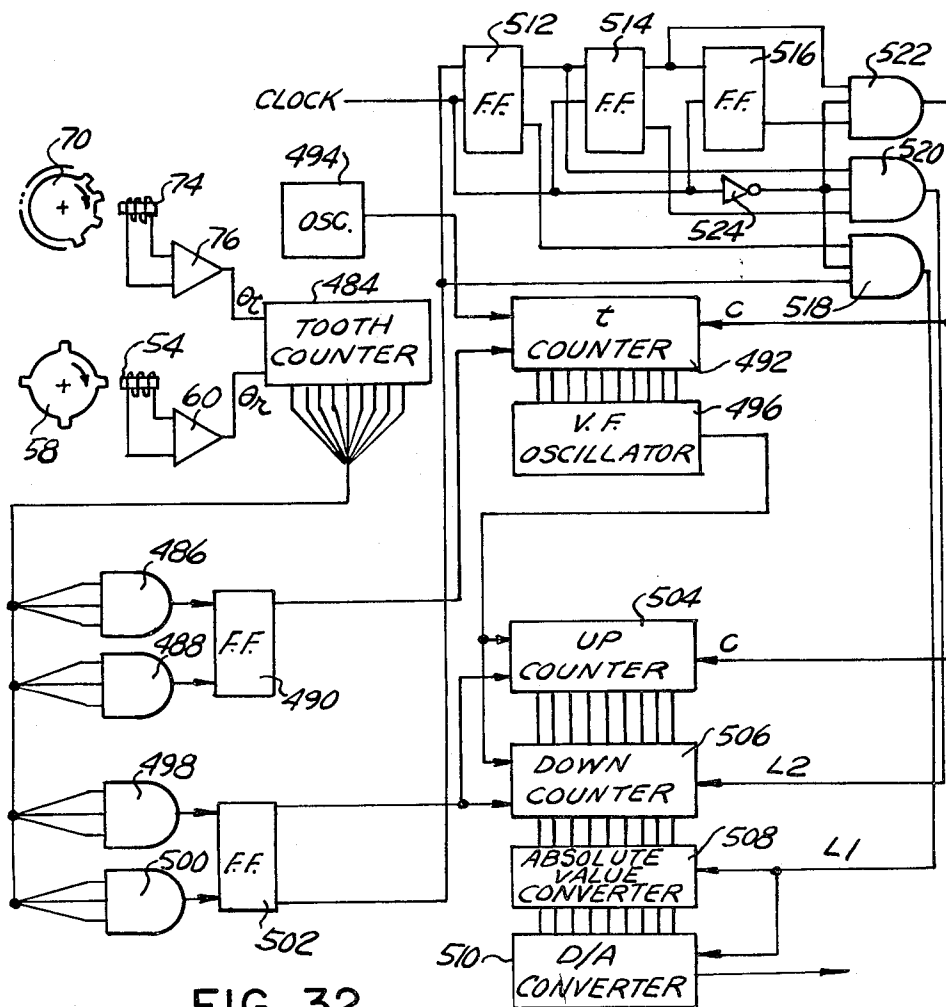 512
514
516
522
F.F.
F.F.
F.F.
CLOCK
520
70
74
494
OSC.
76
524
518
θr
484
TOOTH
COUNTER
t
COUNTER
C
492
54
60
θr
58
V.F.
OSCILLATOR
496
486
488
F.F.
490
504
UP
COUNTER
C
506
DOWN
COUNTER
L2
498
500
F.F.
502
508
ABSOLUTE
VALUE
CONVERTER
L1
510
D/A
CONVERTER
FIG. 32